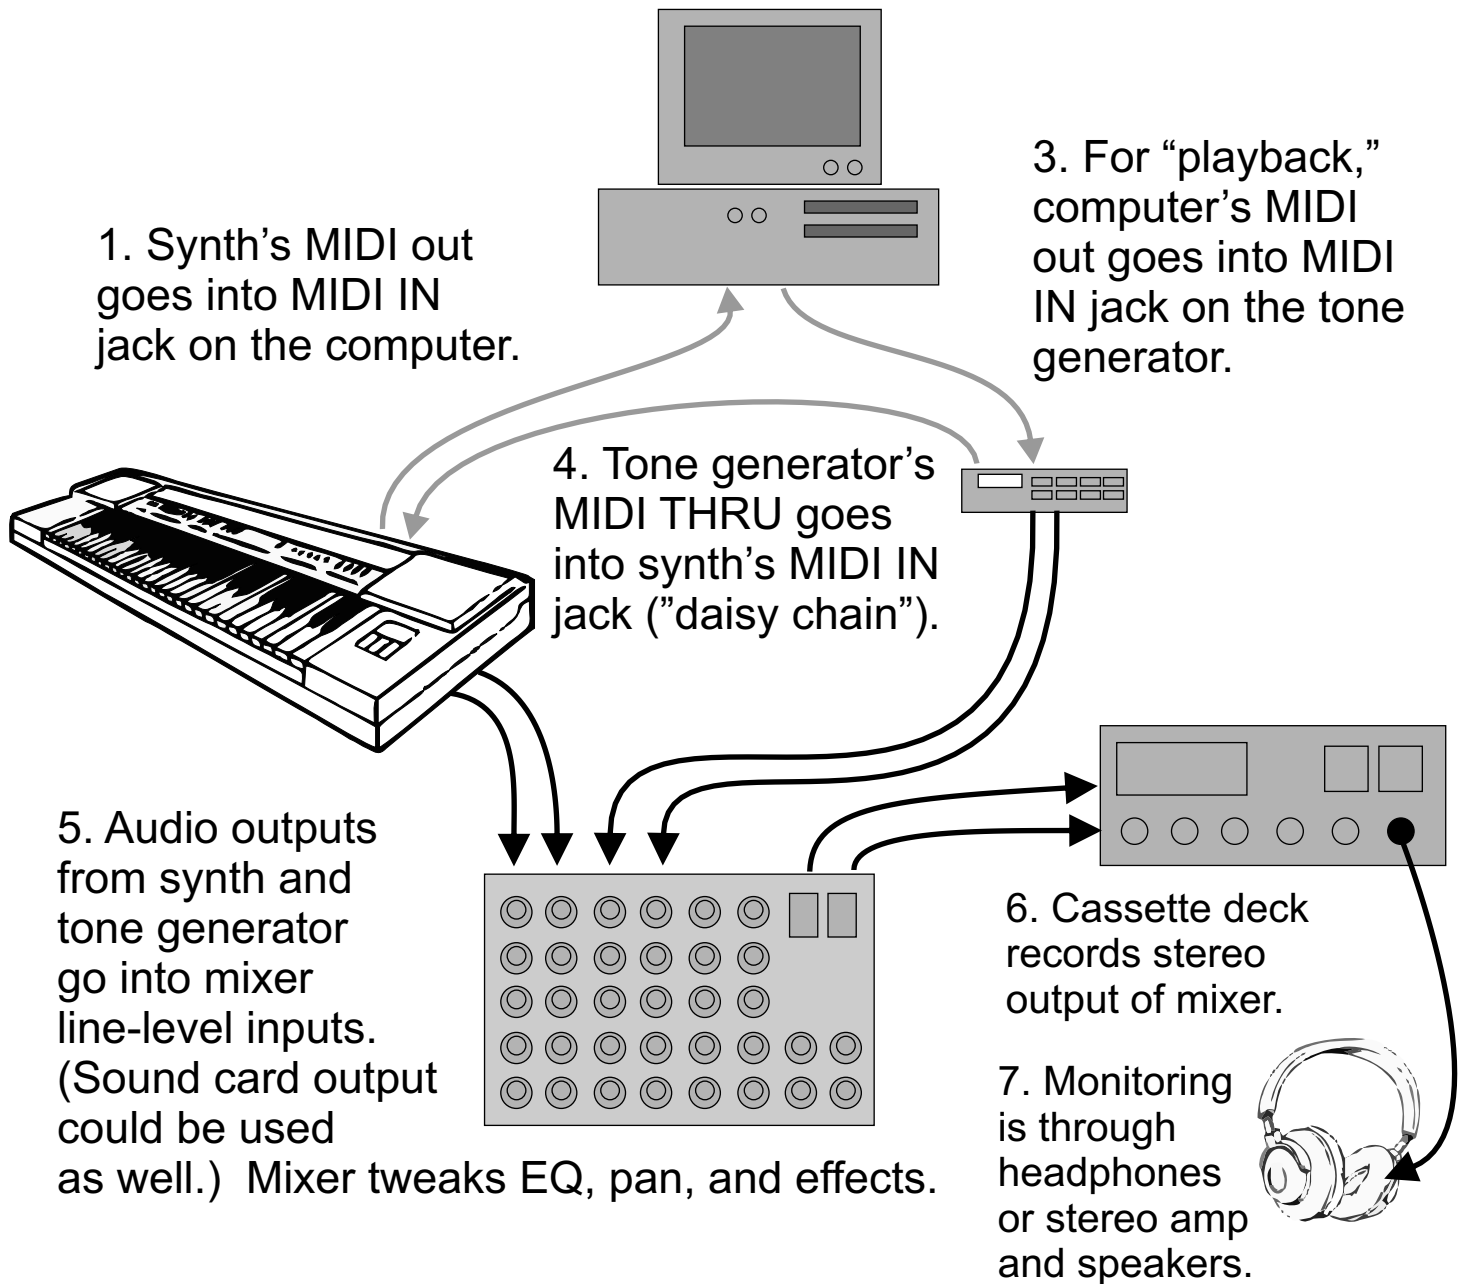 1. Synth’s MIDI out
goes into MIDI IN
jack on the computer.
3. For “playback,”
computer’s MIDI
out goes into MIDI
IN jack on the tone
generator.
4. Tone generator’s
MIDI THRU goes
into synth’s MIDI IN
jack (”daisy chain”).
5. Audio outputs
from synth and
tone generator
go into mixer
line-level inputs.
(Sound card output
could be used
as well.)  Mixer tweaks EQ, pan, and effects.
6. Cassette deck
records stereo
output of mixer.
7. Monitoring
is through
headphones
or stereo amp
and speakers.